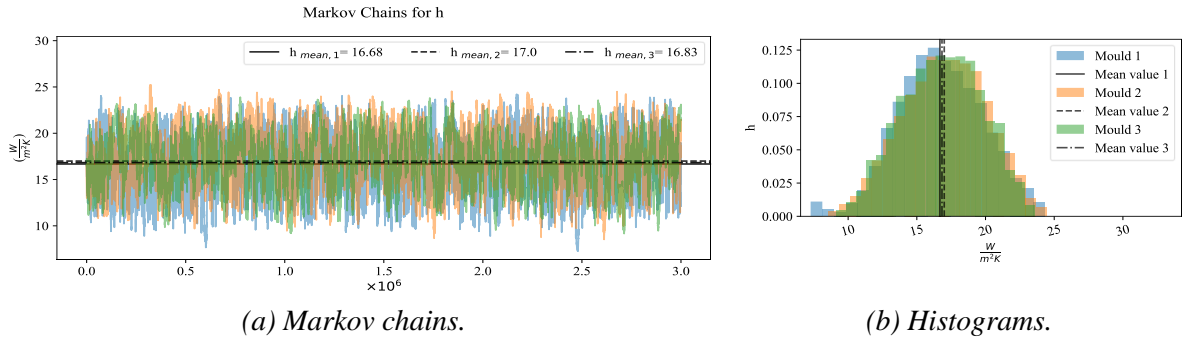 Markov Chains for h
h mean, 1 = 16.68
h mean, 2 = 17.0
h mean, 3 = 16.83
30
25
20
15
10
(W/m²K)
0.0 0.5 1.0 1.5 2.0 2.5 3.0
×10⁶
(a) Markov chains.
0.125
0.100
0.075
0.050
0.025
0.000
h
Mould 1
Mean value 1
Mould 2
Mean value 2
Mould 3
Mean value 3
10 15 20 25 30
W/m²K
(b) Histograms.